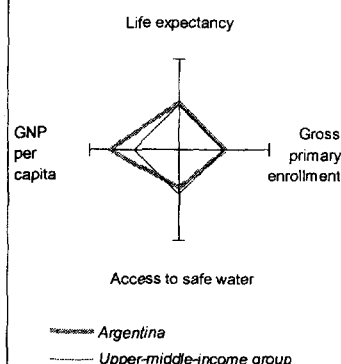 Life expectancy
GNP
per
capita
Gross
primary
enrollment
Access to safe water
Argentina
Upper-middle-income group